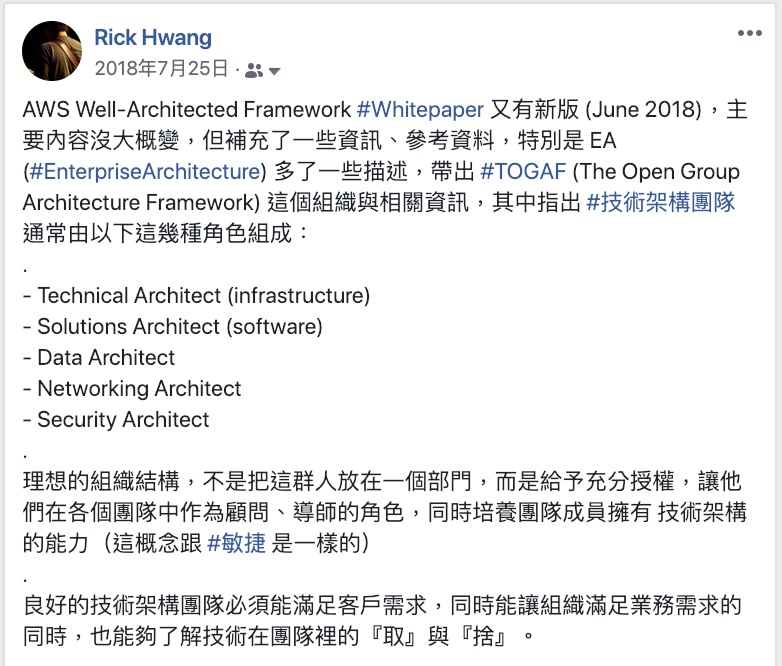 Rick Hwang
2018年7月25日 ·
AWS Well-Architected Framework #Whitepaper 又有新版 (June 2018)，主
要內容沒大概變，但補充了一些資訊、參考資料，特別是 EA
(#EnterpriseArchitecture) 多了一些描述，帶出 #TOGAF (The Open Group
Architecture Framework) 這個組織與相關資訊，其中指出 #技術架構團隊
通常由以下這幾種角色組成：
.
- Technical Architect (infrastructure)
- Solutions Architect (software)
- Data Architect
- Networking Architect
- Security Architect
.
理想的組織結構，不是把這群人放在一個部門，而是給予充分授權，讓他
們在各個團隊中作為顧問、導師的角色，同時培養團隊成員擁有 技術架構
的能力（這概念跟 #敏捷 是一樣的）
.
良好的技術架構團隊必須能滿足客戶需求，同時能讓組織滿足業務需求的
同時，也能夠了解技術在團隊裡的『取』與『捨』。